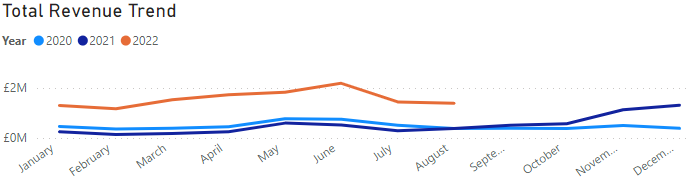 Total Revenue Trend
Year 2020 2021 2022
£2M
£0M
January February March April May June July August Septe... October Novem... Decem...